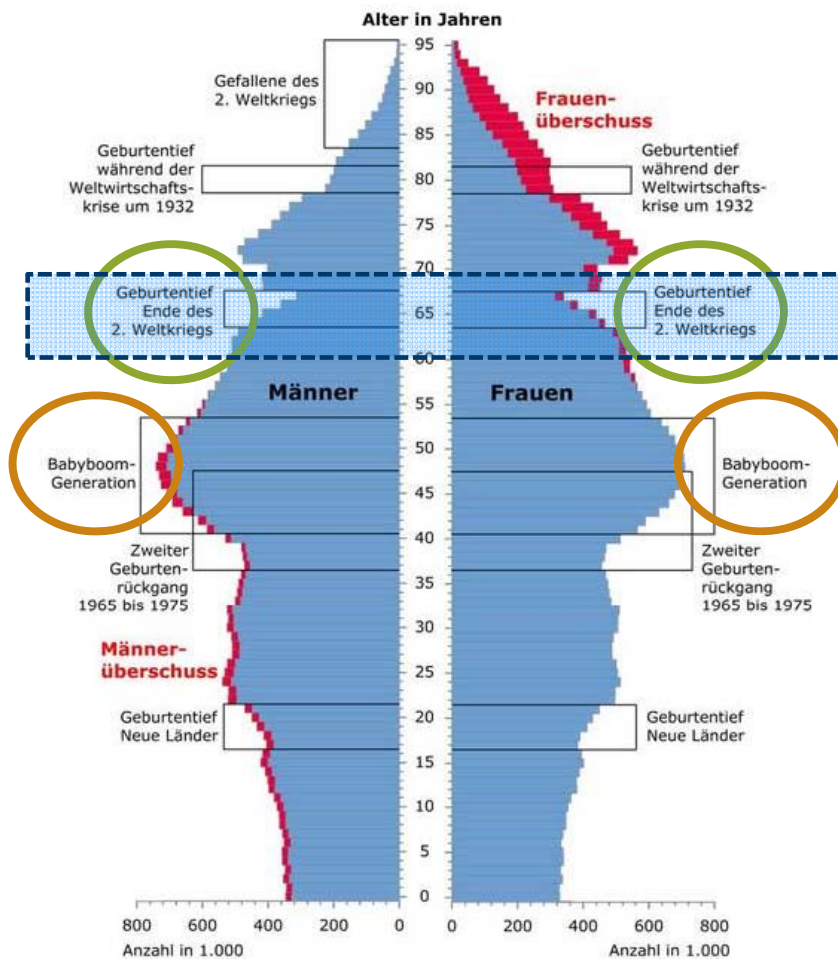 Alter in Jahren
95
90
85
80
75
70
65
60
55
50
45
40
35
30
25
20
15
10
5
0
Gefallene des
2. Weltkriegs
Frauen-
überschuss
Geburtentief
während der
Weltwirtschafts-
krise um 1932
Geburtentief
während der
Weltwirtschafts-
krise um 1932
Geburtentief
Ende des
2. Weltkriegs
Geburtentief
Ende des
2. Weltkriegs
Männer
Frauen
Babyboom-
Generation
Babyboom-
Generation
Zweiter
Geburten-
rückgang
1965 bis 1975
Zweiter
Geburten-
rückgang
1965 bis 1975
Männer-
überschuss
Geburtentief
Neue Länder
Geburtentief
Neue Länder
800 600 400 200 0
0 200 400 600 800
Anzahl in 1.000
Anzahl in 1.000